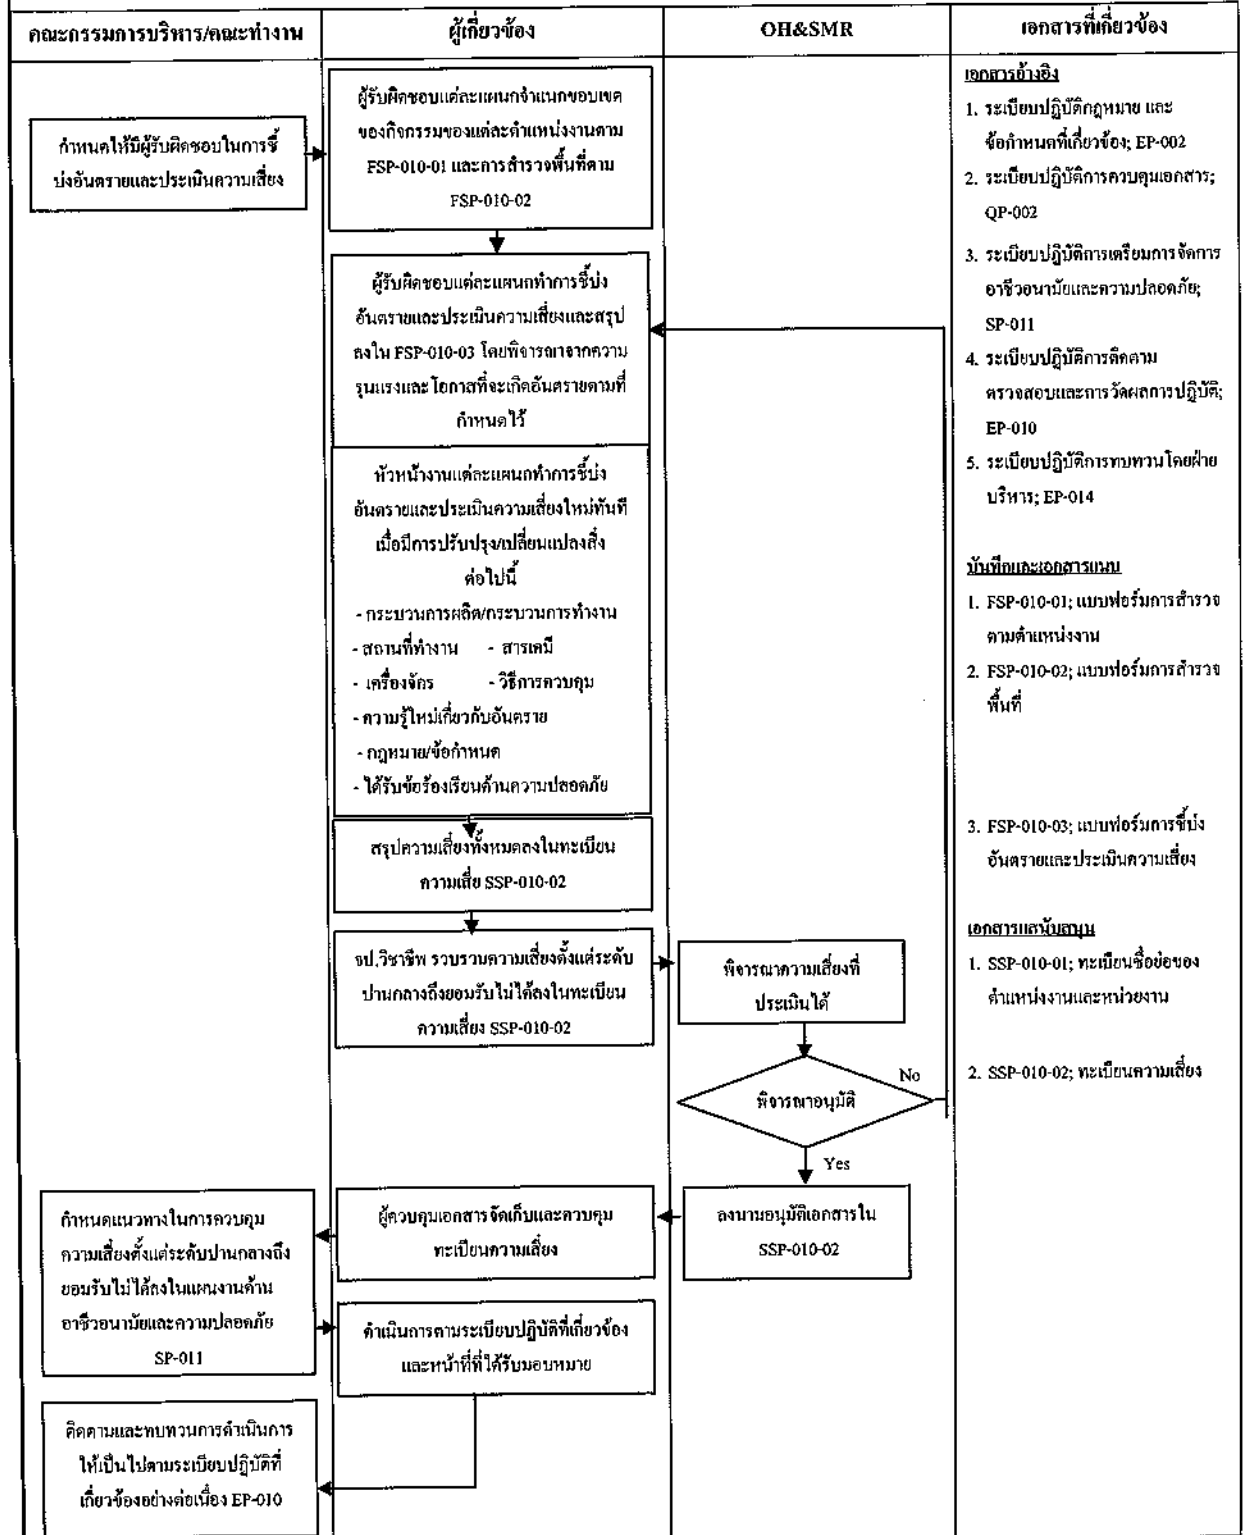 คณะกรรมการบริหาร/คณะทำงาน
ผู้เกี่ยวข้อง
OH&SMR
เอกสารที่เกี่ยวข้อง
กำหนดให้มีผู้รับผิดชอบในการชี้
บ่งอันตรายและประเมินความเสี่ยง
ผู้รับผิดชอบแต่ละแผนกจำแนกขอบเขต
ของกิจกรรมของแต่ละตำแหน่งงานตาม
FSP-010-01 และการสำรวจพื้นที่ตาม
FSP-010-02
ผู้รับผิดชอบแต่ละแผนกทำการชี้บ่ง
อันตรายและประเมินความเสี่ยงและสรุป
ลงใน FSP-010-03 โดยพิจารณาจากความ
รุนแรงและโอกาสที่จะเกิดอันตรายตามที่
กำหนดไว้
หัวหน้างานแต่ละแผนกทำการชี้บ่ง
อันตรายและประเมินความเสี่ยงใหม่ทันที
เมื่อมีการปรับปรุง/เปลี่ยนแปลงสิ่ง
ต่อไปนี้
- กระบวนการผลิต/กระบวนการทำงาน
- สถานที่ทำงาน - สารเคมี
- เครื่องจักร - วิธีการควบคุม
- ความรู้ใหม่เกี่ยวกับอันตราย
- กฎหมาย/ข้อกำหนด
- ได้รับข้อร้องเรียนด้านความปลอดภัย
สรุปความเสี่ยงทั้งหมดลงในทะเบียน
ความเสี่ย SSP-010-02
จป.วิชาชีพ รวบรวมความเสี่ยงตั้งแต่ระดับ
ปานกลางถึงยอมรับไม่ได้ลงในทะเบียน
ความเสี่ยง SSP-010-02
พิจารณาความเสี่ยงที่
ประเมินได้
พิจารณาอนุมัติ
No
Yes
ลงนามอนุมัติเอกสารใน
SSP-010-02
ผู้ควบคุมเอกสารจัดเก็บและควบคุม
ทะเบียนความเสี่ยง
กำหนดแนวทางในการควบคุม
ความเสี่ยงตั้งแต่ระดับปานกลางถึง
ยอมรับไม่ได้ลงในแผนงานด้าน
อาชีวอนามัยและความปลอดภัย
SP-011
ดำเนินการตามระเบียบปฏิบัติที่เกี่ยวข้อง
และหน้าที่ที่ได้รับมอบหมาย
ติดตามและทบทวนการดำเนินการ
ให้เป็นไปตามระเบียบปฏิบัติที่
เกี่ยวข้องอย่างต่อเนื่อง EP-010
เอกสารอ้างอิง
1. ระเบียบปฏิบัติกฎหมาย และ
ข้อกำหนดที่เกี่ยวข้อง; EP-002
2. ระเบียบปฏิบัติการควบคุมเอกสาร;
QP-002
3. ระเบียบปฏิบัติการเตรียมการจัดการ
อาชีวอนามัยและความปลอดภัย;
SP-011
4. ระเบียบปฏิบัติการติดตาม
ตรวจสอบและการวัดผลการปฏิบัติ;
EP-010
5. ระเบียบปฏิบัติการทบทวนโดยฝ่าย
บริหาร; EP-014
บันทึกและเอกสารแนบ
1. FSP-010-01; แบบฟอร์มการสำรวจ
ตามตำแหน่งงาน
2. FSP-010-02; แบบฟอร์มการสำรวจ
พื้นที่
3. FSP-010-03; แบบฟอร์มการชี้บ่ง
อันตรายและประเมินความเสี่ยง
เอกสารแสนับสนุน
1. SSP-010-01; ทะเบียนชื่อย่อของ
ตำแหน่งงานและหน่วยงาน
2. SSP-010-02; ทะเบียนความเสี่ยง